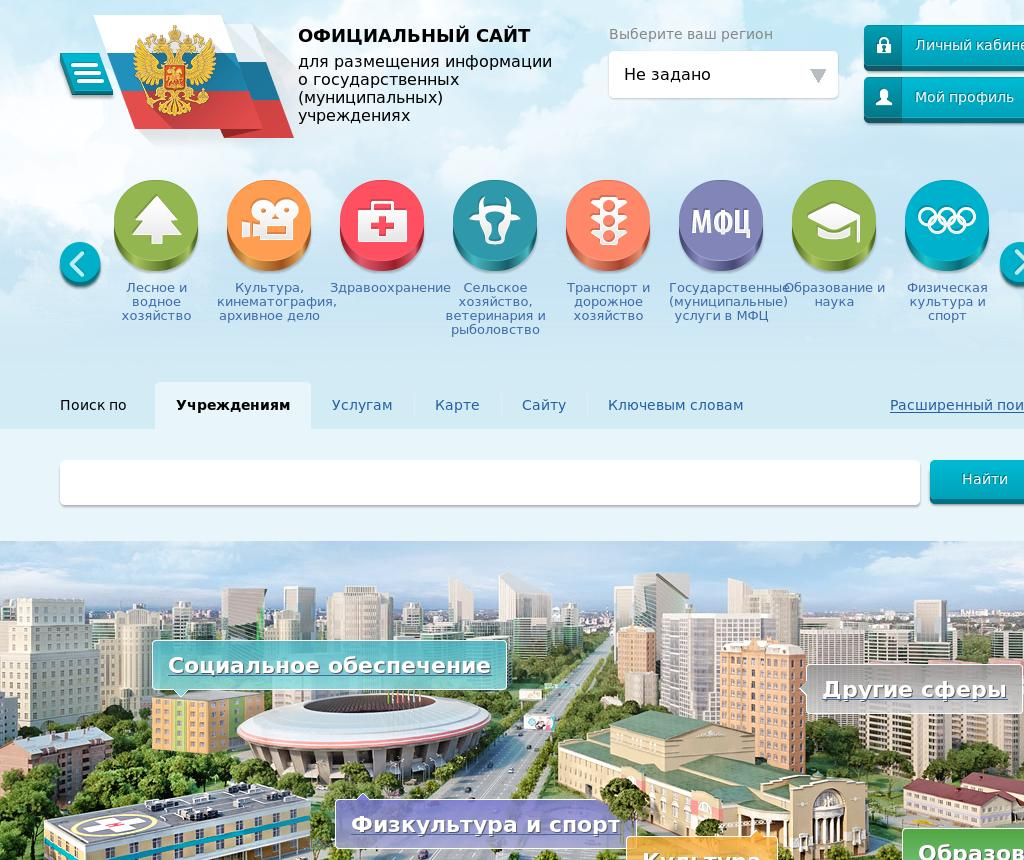 ОФИЦИАЛЬНЫЙ САЙТ
для размещения информации
о государственных
(муниципальных)
учреждениях
Выберите ваш регион
Не задано
Личный
Мой профиль
МФЦ
Лесное и
водное
хозяйство
Культура,
кинематография,
архивное дело
Здравоохранение
Сельское
хозяйство,
ветеринария и
рыболовство
Транспорт и
дорожное
хозяйство
Государственные
(муниципальные)
услуги в МФЦ
Образование и
наука
Физическая
культура и
спорт
Поиск по Учреждениям Услугам Карте Сайту Ключевым словам Расширенный
Найти
Социальное обеспечение
Другие сферы
Физкультура и спорт
Культура